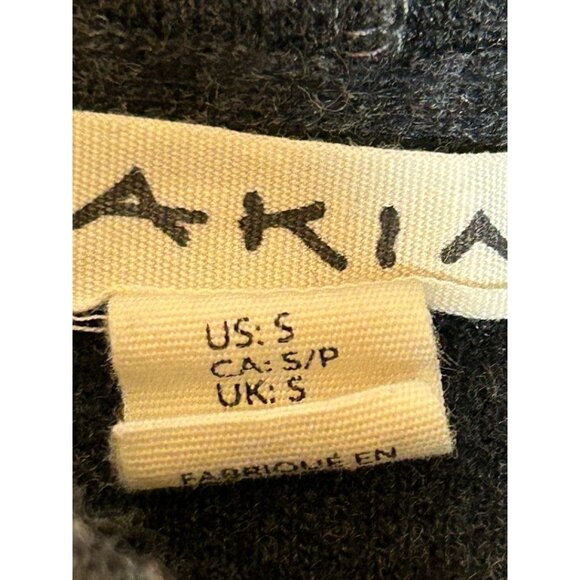 AKIA
US: S
CA: S/P
UK: S
FABRIQUÉ EN